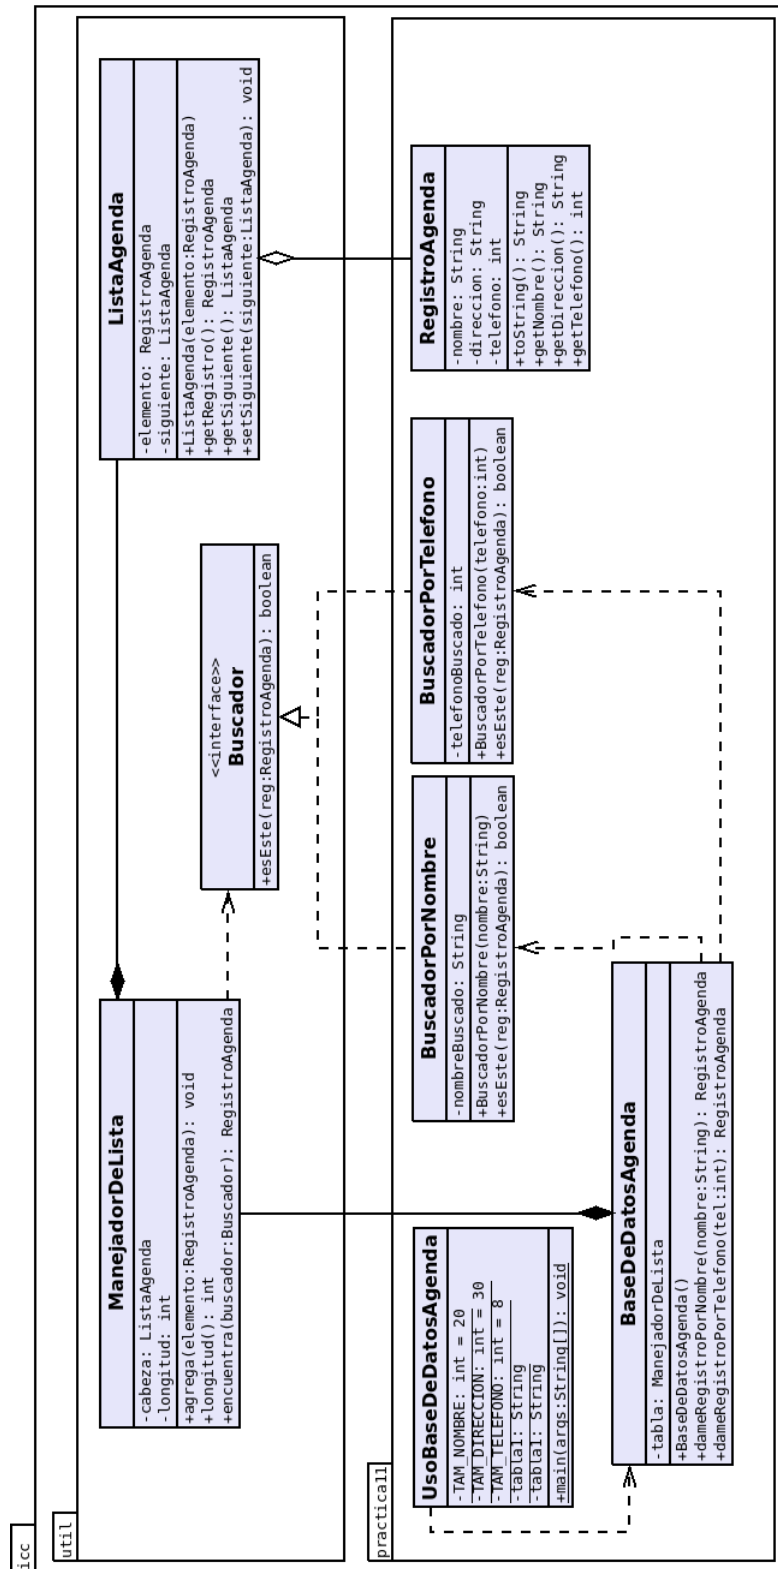 icc
util
ManejadorDeLista
-cabeza: ListaAgenda
-longitud: int
+agrega(elemento:RegistroAgenda): void
+longitud(): int
+encuentra(buscador:Buscador): RegistroAgenda
<<interface>>
Buscador
+esEste(reg:RegistroAgenda): boolean
ListaAgenda
-elemento: RegistroAgenda
-siguiente: ListaAgenda
+ListaAgenda(elemento:RegistroAgenda)
+getRegistro(): RegistroAgenda
+getSiguiente(): ListaAgenda
+setSiguiente(siguiente:ListaAgenda): void
practica11
UsoBaseDeDatosAgenda
-TAM_NOMBRE: int = 20
-TAM_DIRECCION: int = 30
-TAM_TELEFONO: int = 8
-tabla1: String
-tabla1: String
+main(args:String[]): void
BuscadorPorNombre
-nombreBuscado: String
+BuscadorPorNombre(nombre:String)
+esEste(reg:RegistroAgenda): boolean
BuscadorPorTelefono
-telefonoBuscado: int
+BuscadorPorTelefono(telefono:int)
+esEste(reg:RegistroAgenda): boolean
RegistroAgenda
-nombre: String
-direccion: String
-telefono: int
+toString(): String
+getNombre(): String
+getDireccion(): String
+getTelefono(): int
BaseDeDatosAgenda
-tabla: ManejadorDeLista
+BaseDeDatosAgenda()
+dameRegistroPorNombre(nombre:String): RegistroAgenda
+dameRegistroPorTelefono(tel:int): RegistroAgenda